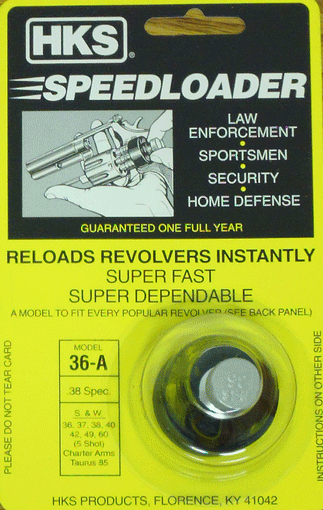 HKS®
SPEEDLOADER
LAW
ENFORCEMENT
•
SPORTSMEN
•
SECURITY
•
HOME DEFENSE
GUARANTEED ONE FULL YEAR
RELOADS REVOLVERS INSTANTLY
SUPER FAST
SUPER DEPENDABLE
A MODEL TO FIT EVERY POPULAR REVOLVER (SEE BACK PANEL)
PLEASE DO NOT TEAR CARD
MODEL
36-A
.38 Spec.
S. & W.
36, 37, 38, 40
42, 49, 60
(5 Shot)
Charter Arms
Taurus 85
INSTRUCTIONS ON OTHER SIDE
HKS PRODUCTS, FLORENCE, KY 41042